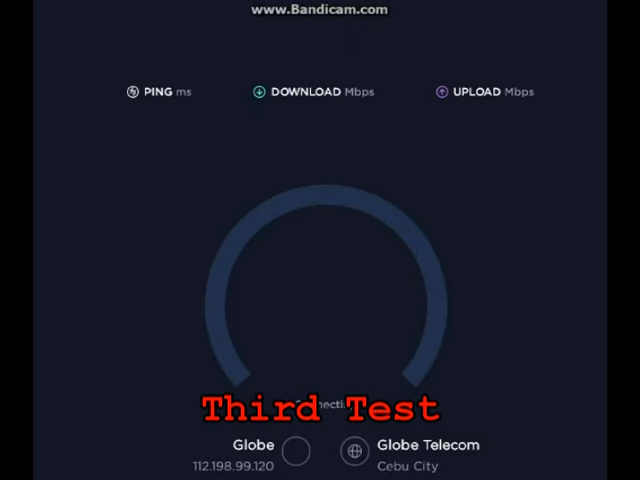 www.Bandicam.com
PING ms
DOWNLOAD Mbps
UPLOAD Mbps
Third Test
Globe
112.198.99.120
Globe Telecom
Cebu City